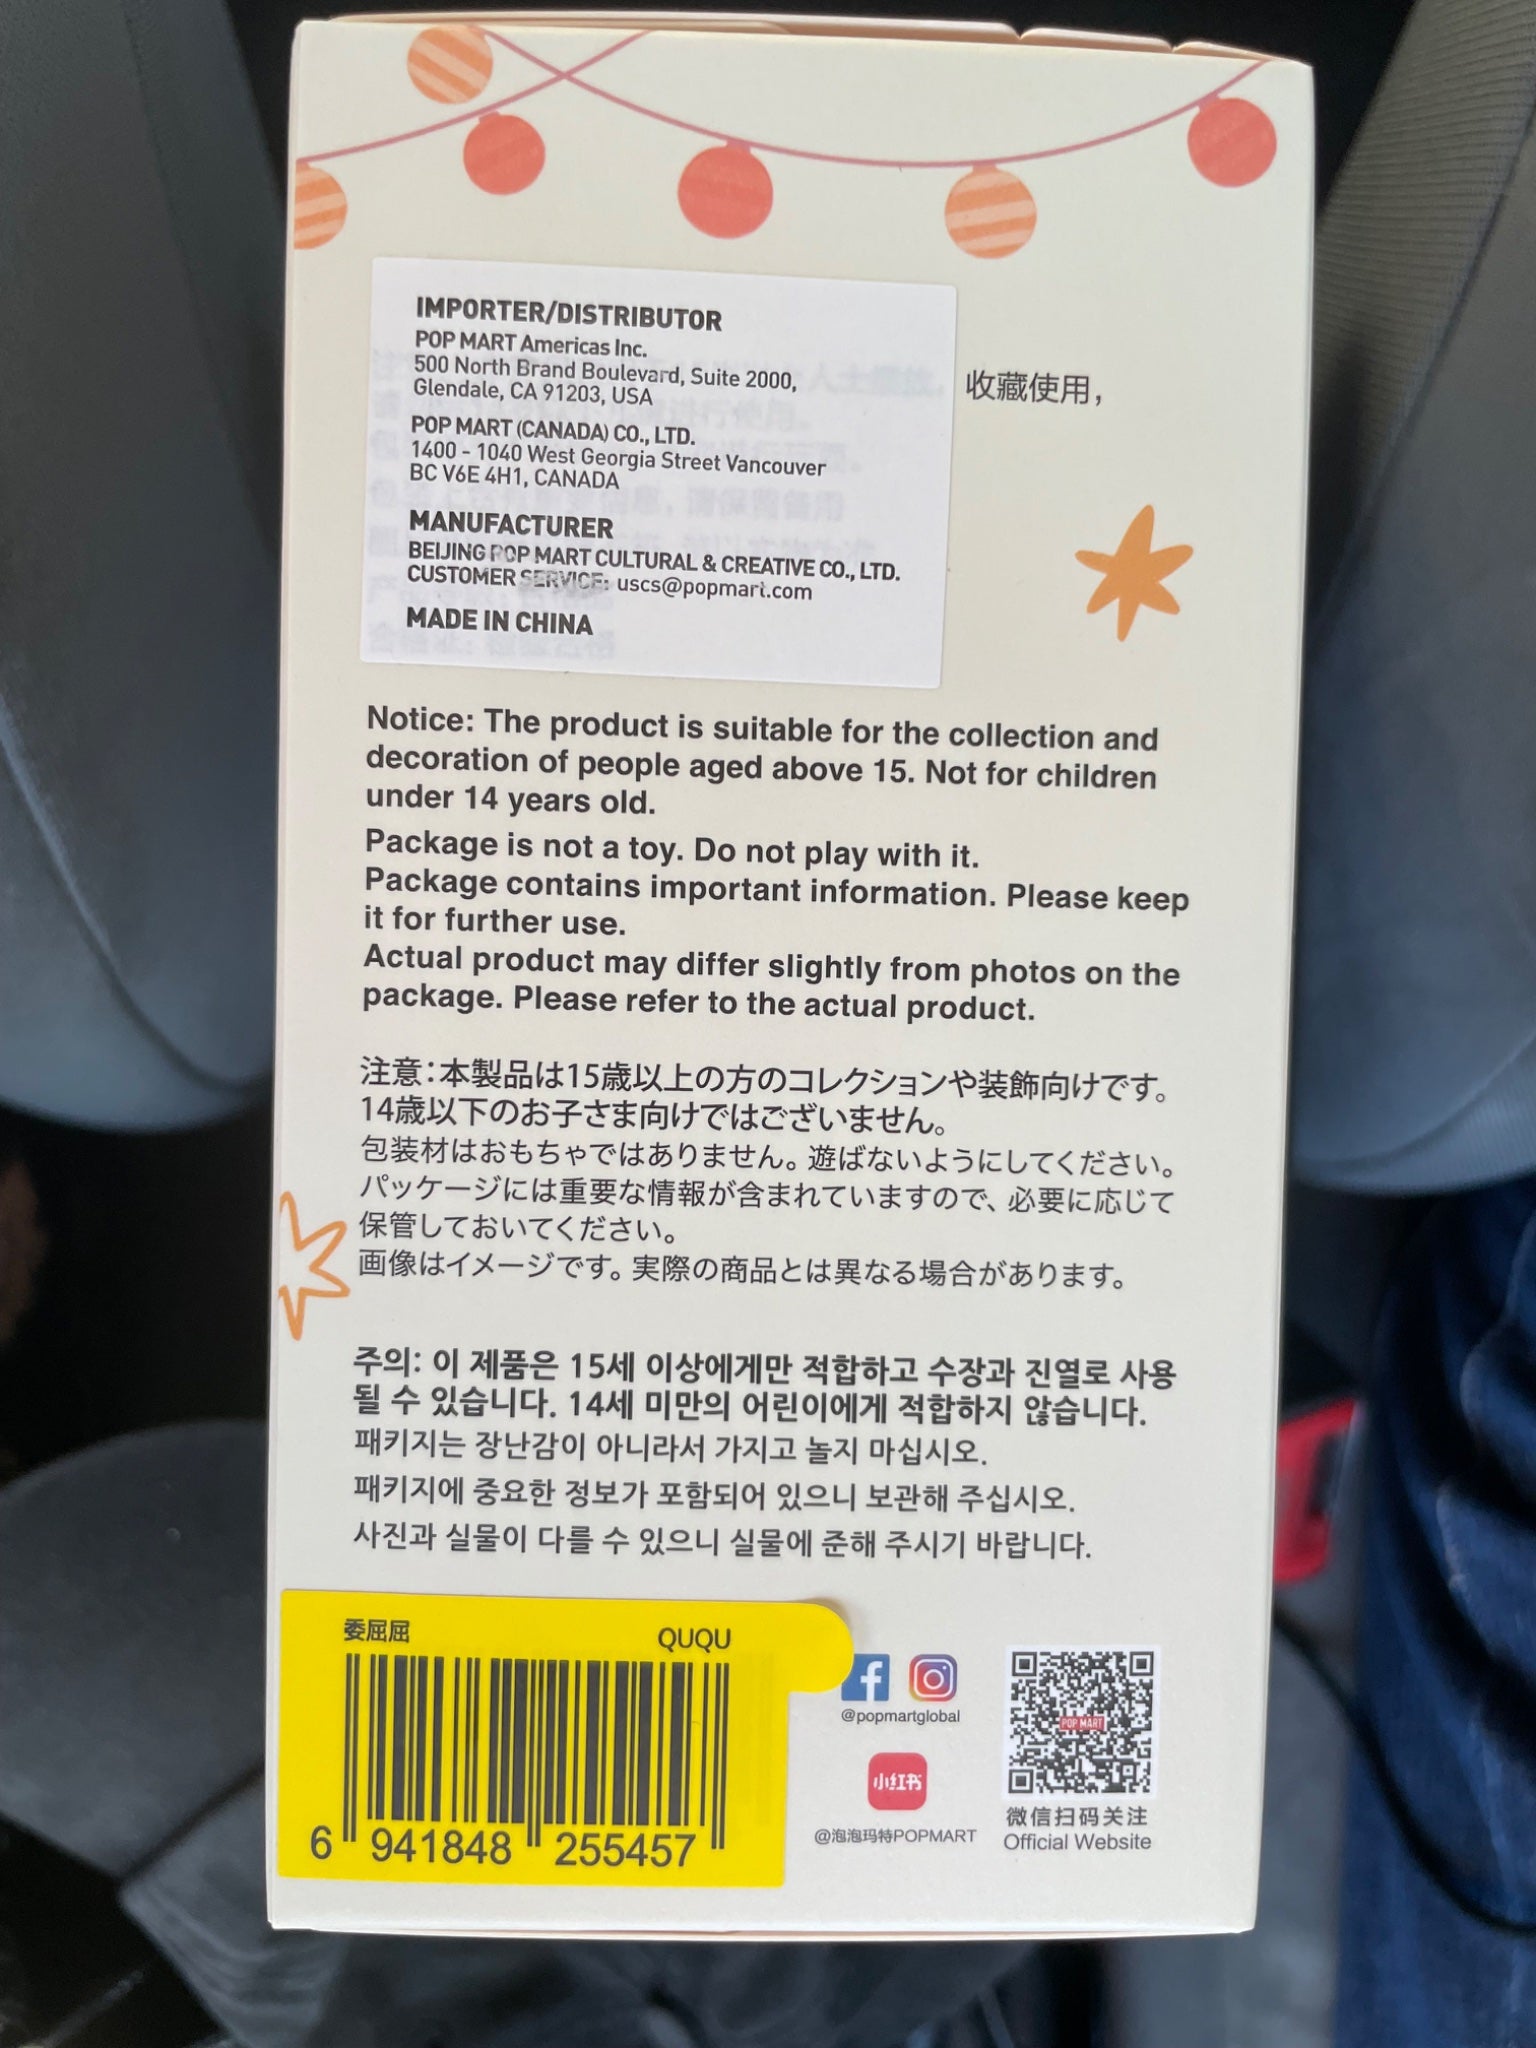 IMPORTER/DISTRIBUTOR
POP MART Americas Inc.
500 North Brand Boulevard, Suite 2000,
Glendale, CA 91203, USA
POP MART (CANADA) CO., LTD.
1400 - 1040 West Georgia Street Vancouver
BC V6E 4H1, CANADA
MANUFACTURER
BEIJING POP MART CULTURAL & CREATIVE CO., LTD.
CUSTOMER SERVICE: uscs@popmart.com
MADE IN CHINA
收藏使用，
Notice: The product is suitable for the collection and
decoration of people aged above 15. Not for children
under 14 years old.
Package is not a toy. Do not play with it.
Package contains important information. Please keep
it for further use.
Actual product may differ slightly from photos on the
package. Please refer to the actual product.
注意：本製品は15歳以上の方のコレクションや装飾向けです。
14歳以下のお子さま向けではございません。
包装材はおもちゃではありません。遊ばないようにしてください。
パッケージには重要な情報が含まれていますので、必要に応じて
保管しておいてください。
画像はイメージです。実際の商品とは異なる場合があります。
주의: 이 제품은 15세 이상에게만 적합하고 수장과 진열로 사용
될 수 있습니다. 14세 미만의 어린이에게 적합하지 않습니다.
패키지는 장난감이 아니라서 가지고 놀지 마십시오.
패키지에 중요한 정보가 포함되어 있으니 보관해 주십시오.
사진과 실물이 다를 수 있으니 실물에 준해 주시기 바랍니다.
委屈屈 QUQU
6 941848 255457
@popmartglobal
小红书
@泡泡玛特POPMART
POP MART
微信扫码关注
Official Website